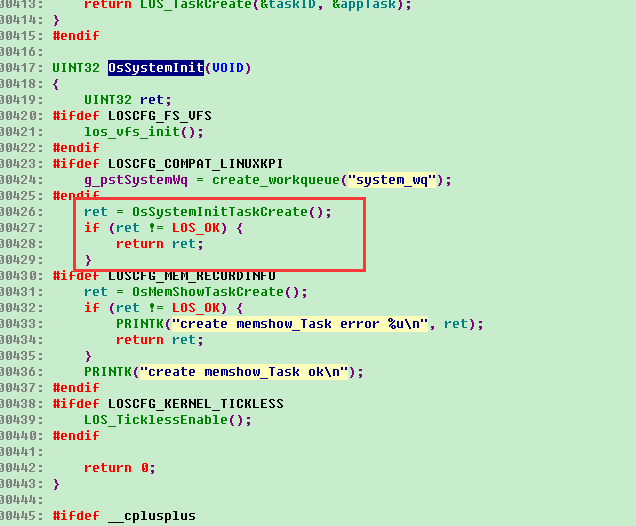 00413:     return LOS_TaskCreate(&taskID, &appTask);
00414: }
00415: #endif
00416:
00417: UINT32 OsSystemInit(VOID)
00418: {
00419:     UINT32 ret;
00420: #ifdef LOSCFG_FS_VFS
00421:     los_vfs_init();
00422: #endif
00423: #ifdef LOSCFG_COMPAT_LINUXKPI
00424:     g_pstSystemWq = create_workqueue("system_wq");
00425: #endif
00426:     ret = OsSystemInitTaskCreate();
00427:     if (ret != LOS_OK) {
00428:         return ret;
00429:     }
00430: #ifdef LOSCFG_MEM_RECORDINFO
00431:     ret = OsMemShowTaskCreate();
00432:     if (ret != LOS_OK) {
00433:         PRINTK("create memshow_Task error %u\n", ret);
00434:         return ret;
00435:     }
00436:     PRINTK("create memshow_Task ok\n");
00437: #endif
00438: #ifdef LOSCFG_KERNEL_TICKLESS
00439:     LOS_TicklessEnable();
00440: #endif
00441:
00442:     return 0;
00443: }
00444:
00445: #ifdef __cplusplus